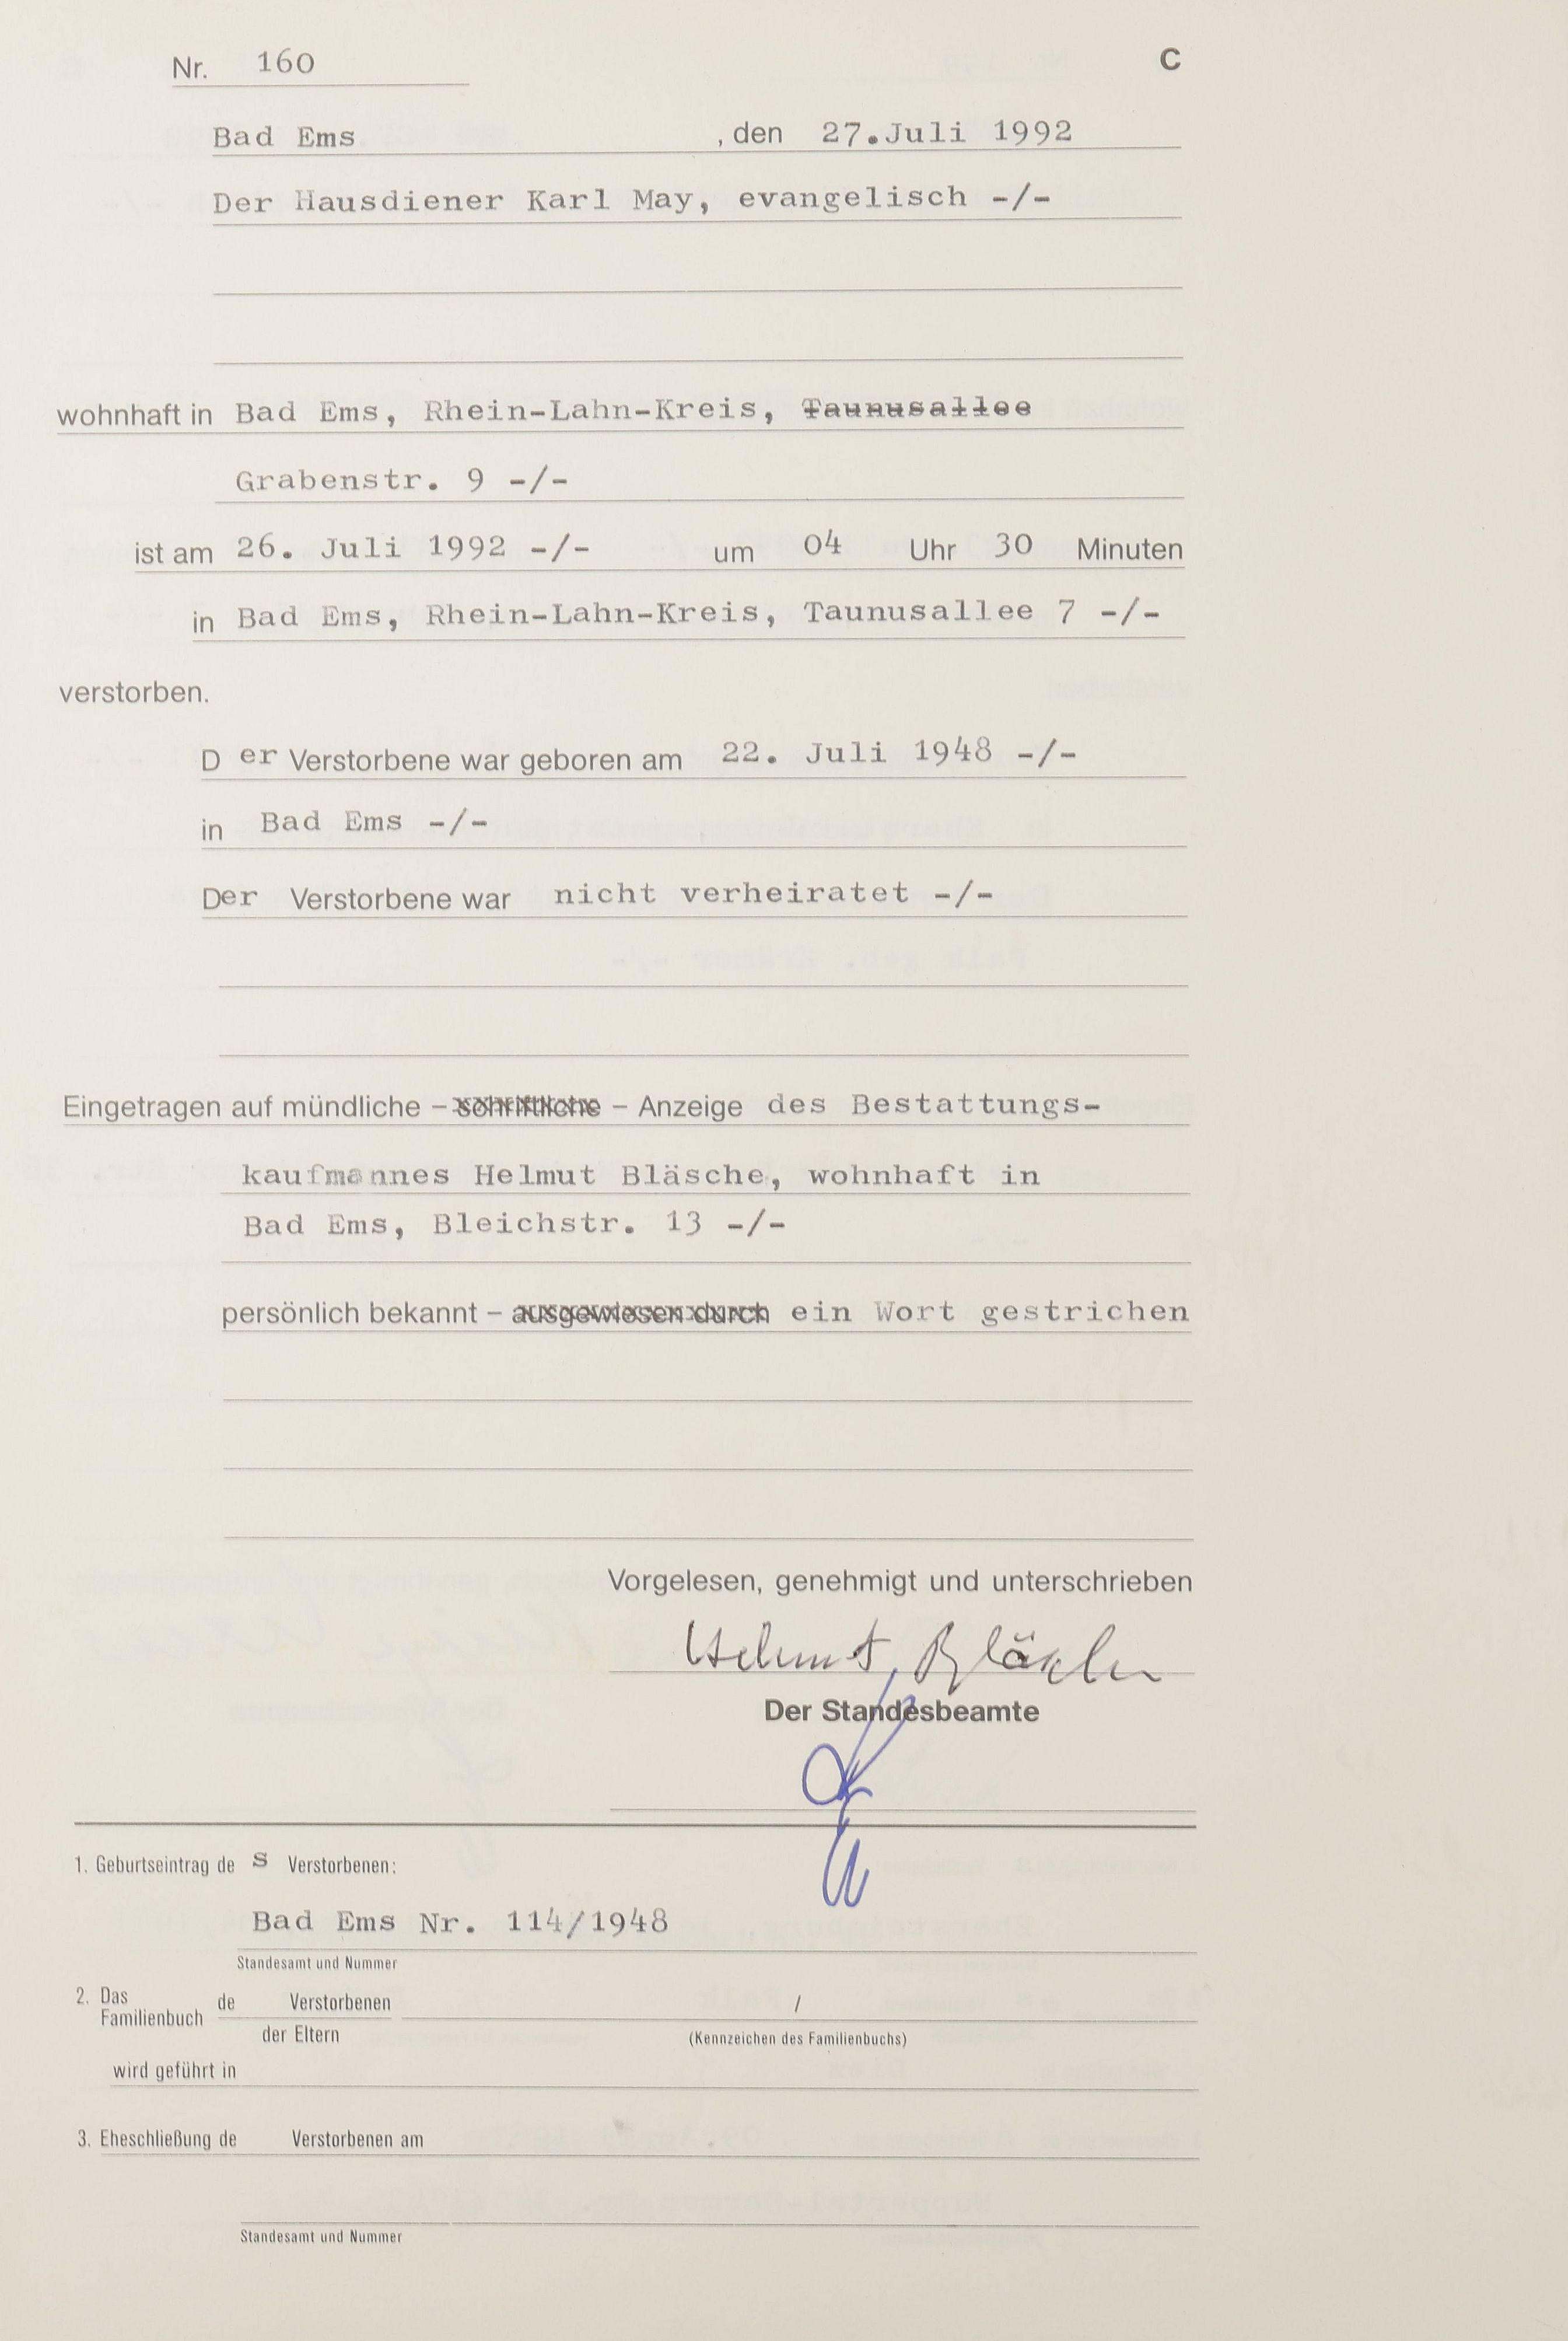 Nr. 160 C
Bad Ems , den 27.Juli 1992
Der Hausdiener Karl May, evangelisch -/-
wohnhaft in Bad Ems, Rhein-Lahn-Kreis, Taunusallee
Grabenstr. 9 -/-
ist am 26. Juli 1992 -/- um 04 Uhr 30 Minuten
in Bad Ems, Rhein-Lahn-Kreis, Taunusallee 7 -/-
verstorben.
D er Verstorbene war geboren am 22. Juli 1948 -/-
in Bad Ems -/-
Der Verstorbene war nicht verheiratet -/-
Eingetragen auf mündliche – schriftliche – Anzeige des Bestattungs-
kaufmannes Helmut Bläsche, wohnhaft in
Bad Ems, Bleichstr. 13 -/-
persönlich bekannt – ausgewiesen durch ein Wort gestrichen
Vorgelesen, genehmigt und unterschrieben
Helmut Bläsche
Der Standesbeamte
1. Geburtseintrag de s Verstorbenen:
Bad Ems Nr. 114/1948
Standesamt und Nummer
2. Das Familienbuch de Verstorbenen /
der Eltern (Kennzeichen des Familienbuchs)
wird geführt in
3. Eheschließung de Verstorbenen am
Standesamt und Nummer